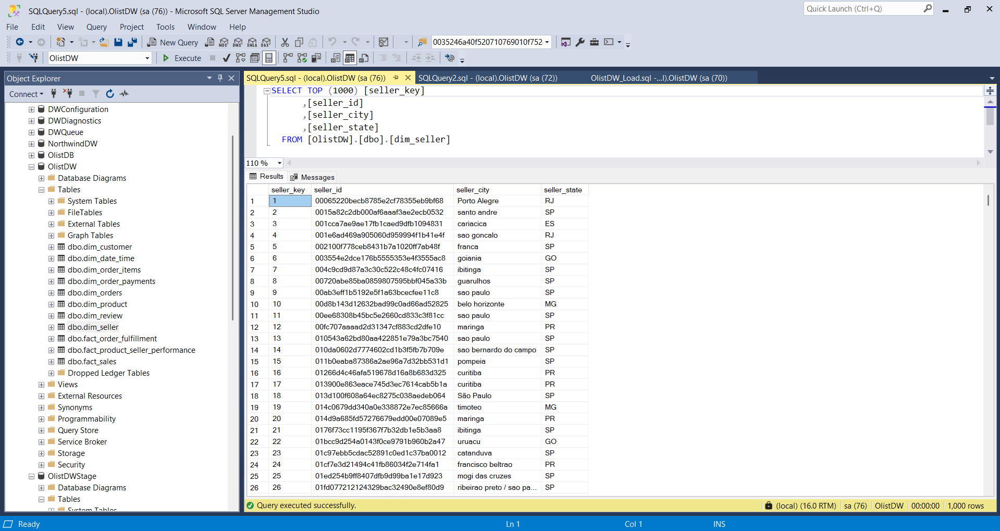 SQLQuery5.sql - (local).OlistDW (sa (76)) - Microsoft SQL Server Management Studio
Quick Launch (Ctrl+Q)
File Edit View Query Project Tools Window Help
New Query MDX DMX XMLA DAX 0035246a40f520710769010f752
OlistDW Execute
Object Explorer
Connect
DWConfiguration
DWDiagnostics
DWQueue
NorthwindDW
OlistDB
OlistDW
Database Diagrams
Tables
System Tables
FileTables
External Tables
Graph Tables
dbo.dim_customer
dbo.dim_date_time
dbo.dim_order_items
dbo.dim_order_payments
dbo.dim_orders
dbo.dim_product
dbo.dim_review
dbo.dim_seller
dbo.fact_order_fulfillment
dbo.fact_product_seller_performance
dbo.fact_sales
Dropped Ledger Tables
Views
External Resources
Synonyms
Programmability
Query Store
Service Broker
Storage
Security
OlistDWStage
Database Diagrams
Tables
System Tables
SQLQuery5.sql - (local).OlistDW (sa (76)) SQLQuery2.sql - (local).OlistDW (sa (72)) OlistDW_Load.sql -...l).OlistDW (sa (70))
SELECT TOP (1000) [seller_key]
,[seller_id]
,[seller_city]
,[seller_state]
FROM [OlistDW].[dbo].[dim_seller]
110 %
Results Messages
seller_key seller_id seller_city seller_state
1 1 00065220becb8785e2cf78355eb9bf68 Porto Alegre RJ
2 2 0015a82c2db000af6aaaf3ae2ecb0532 santo andre SP
3 3 001cca7ae9ae17fb1caed9dfb1094831 cariacica ES
4 4 001e6ad469a905060d959994f1b41e4f sao goncalo RJ
5 5 002100f778ceb8431b7a1020ff7ab48f franca SP
6 6 003554e2dce176b5555353e4f3555ac8 goiania GO
7 7 004c9cd9d87a3c30c522c48c4fc07416 ibitinga SP
8 8 00720abe85ba0859807595bbf045a33b guarulhos SP
9 9 00ab3eff1b5192e5f1a63bcecfee11c8 sao paulo SP
10 10 00d8b143d12632bad99c0ad66ad52825 belo horizonte MG
11 11 00ee68308b45bc5e2660cd833c3f81cc sao paulo SP
12 12 00fc707aaaad2d31347cf883cd2dfe10 maringa PR
13 13 010543a62bd80aa422851e79a3bc7540 sao paulo SP
14 14 010da0602d7774602cd1b3f5fb7b709e sao bernardo do campo SP
15 15 011b0eaba87386a2ae96a7d32bb531d1 pompeia SP
16 16 01266d4c46afa519678d16a8b683d325 curitiba PR
17 17 013900e863eace745d3ec7614cab5b1a curitiba PR
18 18 013d100f608a64ec8275c038aedeb064 São Paulo SP
19 19 014c0679dd340a0e338872e7ec85666a timoteo MG
20 20 014d9a685fd57276679edd00e07089e5 maringa PR
21 21 0176f73cc1195f367f7b32db1e5b3aa8 ibitinga SP
22 22 01bcc9d254a0143f0ce9791b960b2a47 uruacu GO
23 23 01c97ebb5cdac52891c0ed1c37ba0012 catanduva SP
24 24 01cf7e3d21494c41fb86034f2e714fa1 francisco beltrao PR
25 25 01ed254b9ff8407dfb9d99ba1e17d923 mogi das cruzes SP
26 26 01fd077212124329bac32490e8ef80d9 ribeirao preto / sao pa... SP
Query executed successfully. (local) (16.0 RTM) sa (76) OlistDW 00:00:00 1,000 rows
Ready Ln 1 Col 1 INS